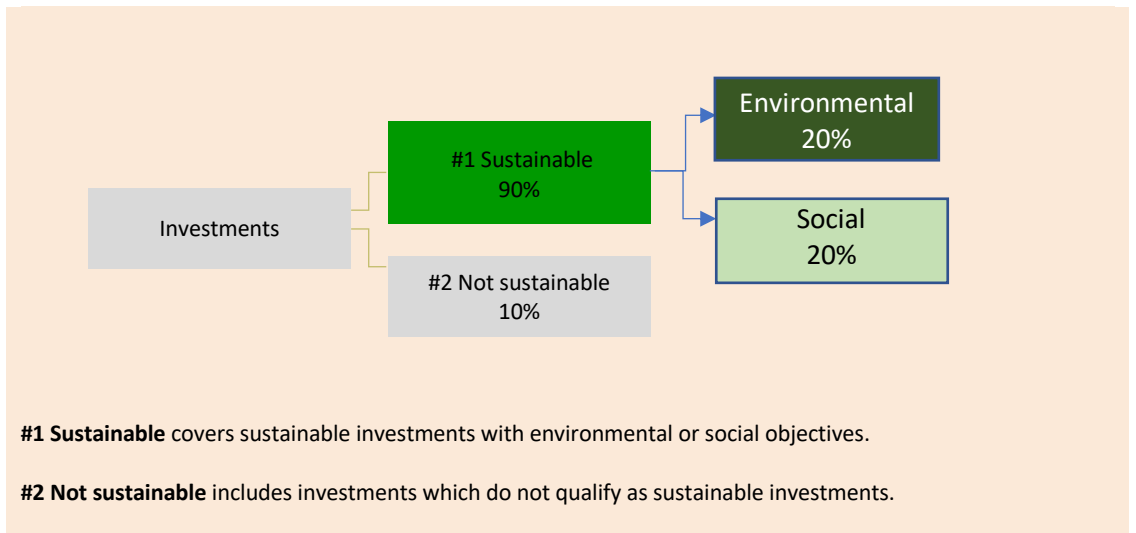 Investments
#1 Sustainable
90%
#2 Not sustainable
10%
Environmental
20%
Social
20%
#1 Sustainable covers sustainable investments with environmental or social objectives.
#2 Not sustainable includes investments which do not qualify as sustainable investments.